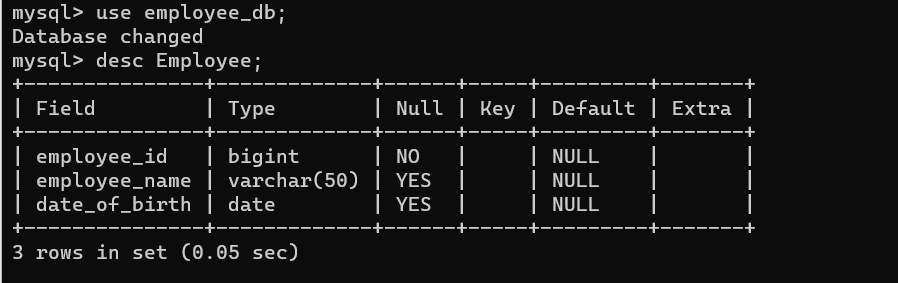 mysql> use employee_db;
Database changed
mysql> desc Employee;
+---------------+-------------+------+-----+---------+-------+
| Field         | Type        | Null | Key | Default | Extra |
+---------------+-------------+------+-----+---------+-------+
| employee_id   | bigint      | NO   |     | NULL    |       |
| employee_name | varchar(50) | YES  |     | NULL    |       |
| date_of_birth | date        | YES  |     | NULL    |       |
+---------------+-------------+------+-----+---------+-------+
3 rows in set (0.05 sec)